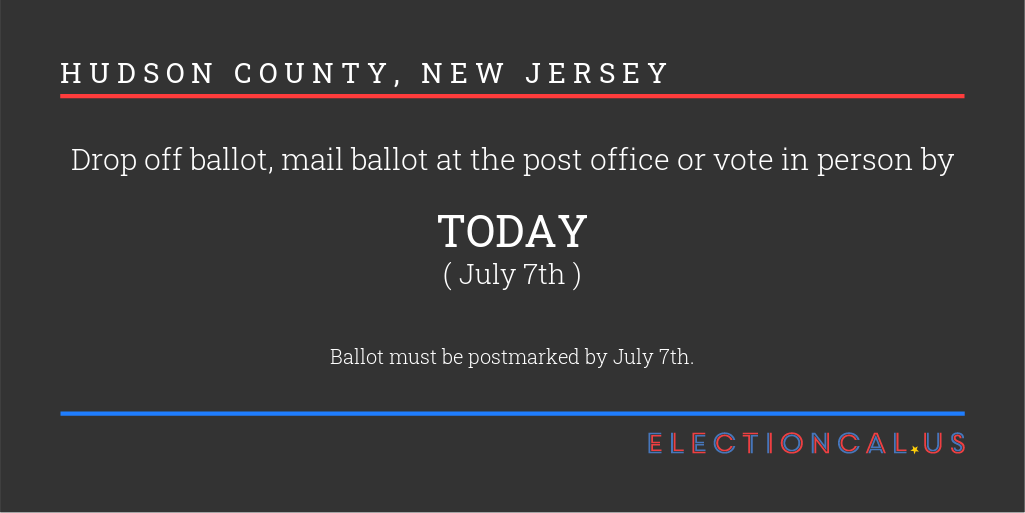 HUDSON COUNTY, NEW JERSEY
Drop off ballot, mail ballot at the post office or vote in person by
TODAY
( July 7th )
Ballot must be postmarked by July 7th.
ELECTIONCAL.US